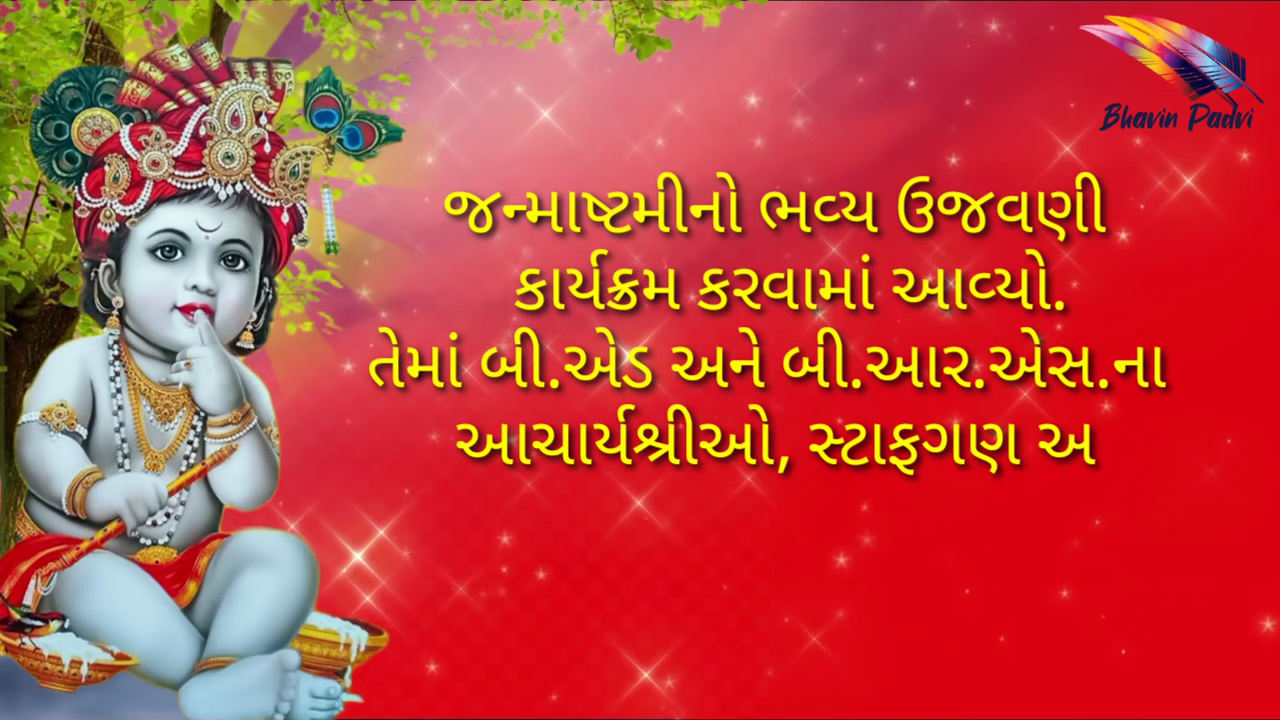 Bhavin Padvi
જન્માષ્ટમીનો ભવ્ય ઉજવણી
કાર્યક્રમ કરવામાં આવ્યો.
તેમાં બી.એડ અને બી.આર.એસ.ના
આચાર્યશ્રીઓ, સ્ટાફગણ અ